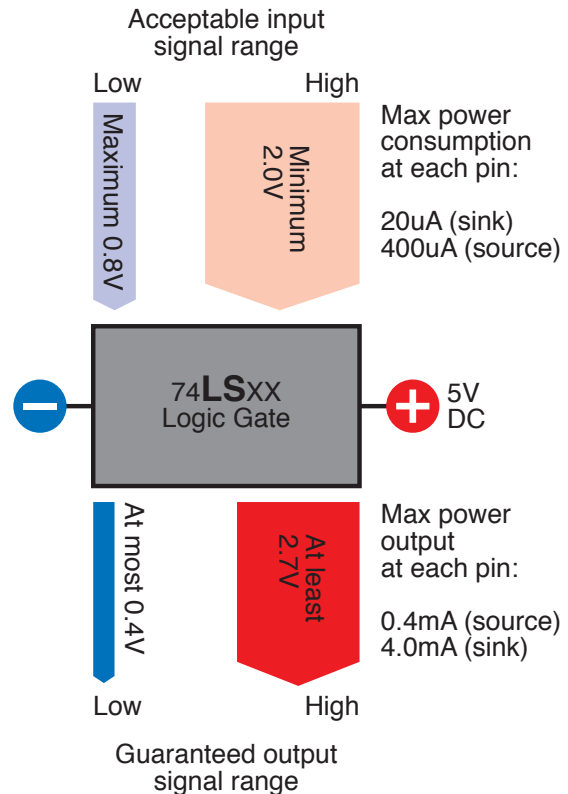 Acceptable input
signal range
Low
High
Maximum 0.8V
Minimum
2.0V
Max power
consumption
at each pin:
20uA (sink)
400uA (source)
74LSXX
Logic Gate
5V
DC
At most 0.4V
At least
2.7V
Max power
output
at each pin:
0.4mA (source)
4.0mA (sink)
Low
High
Guaranteed output
signal range